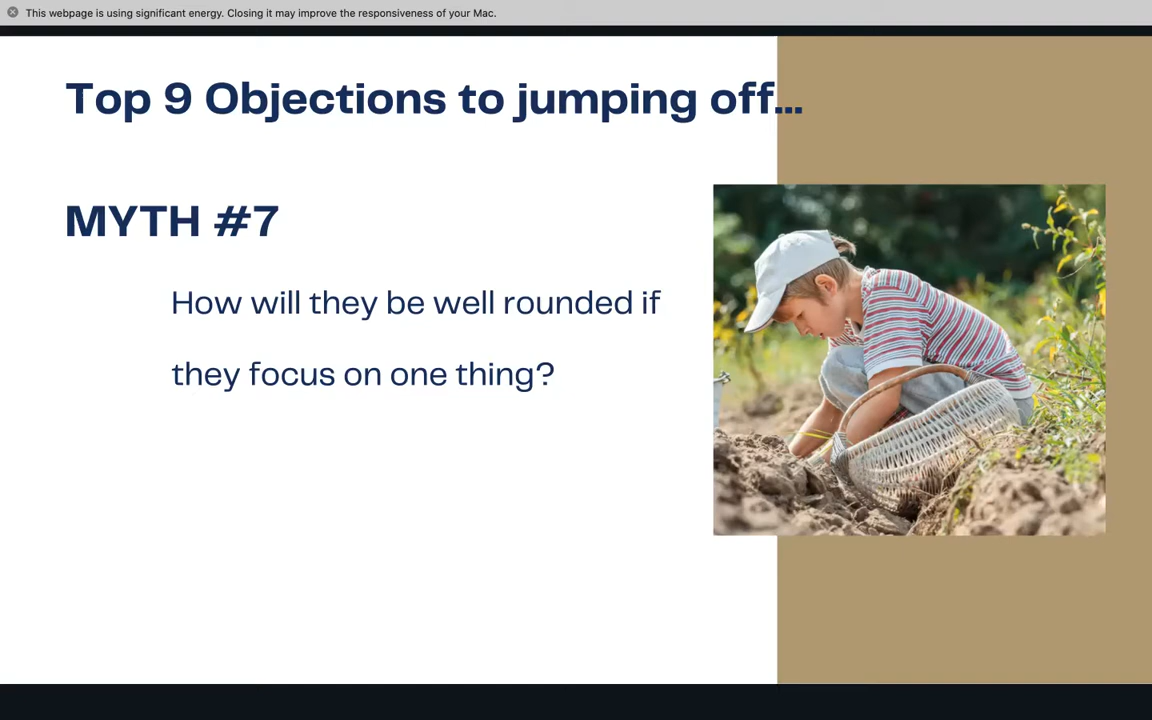 This webpage is using significant energy. Closing it may improve the responsiveness of your Mac.
Top 9 Objections to jumping off...
MYTH #7
How will they be well rounded if
they focus on one thing?